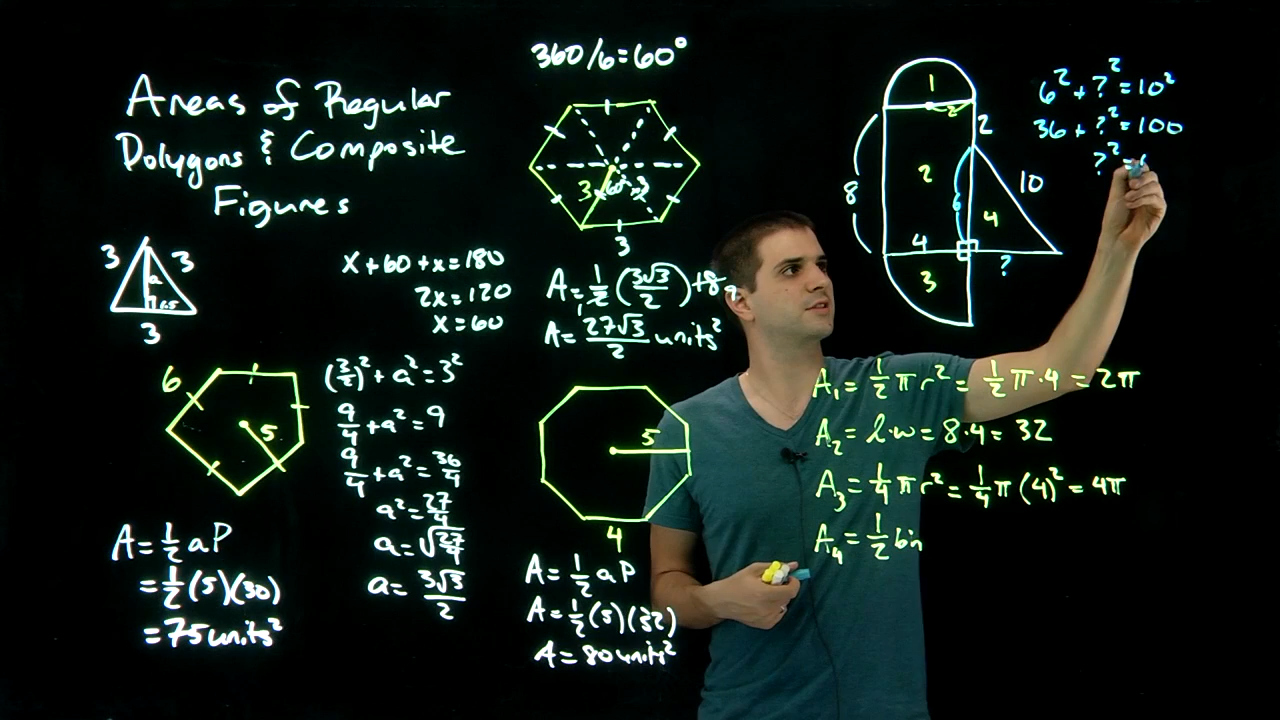 Areas of Regular
Polygons & Composite
Figures
3 3
a
1.5
3
x+60+x=180
2x=120
x=60
6
5
A=½aP
=½(5)(30)
=75units²
(3/2)²+a²=3²
9/4+a²=9
9/4+a²=36/4
a²=27/4
a=√27/4
a=3√3/2
360/6=60°
3
60°
3
A=½(3√3/2)·18
A=27√3/2 units²
5
4
A=½aP
A=½(5)(32)
A=80units²
1
2
2
8
2
6
10
4
4
?
3
6²+?²=10²
36+?²=100
?²=
A₁=½πr²=½π·4=2π
A₂=l·w=8·4=32
A₃=¼πr²=¼π(4)²=4π
A₄=½bh